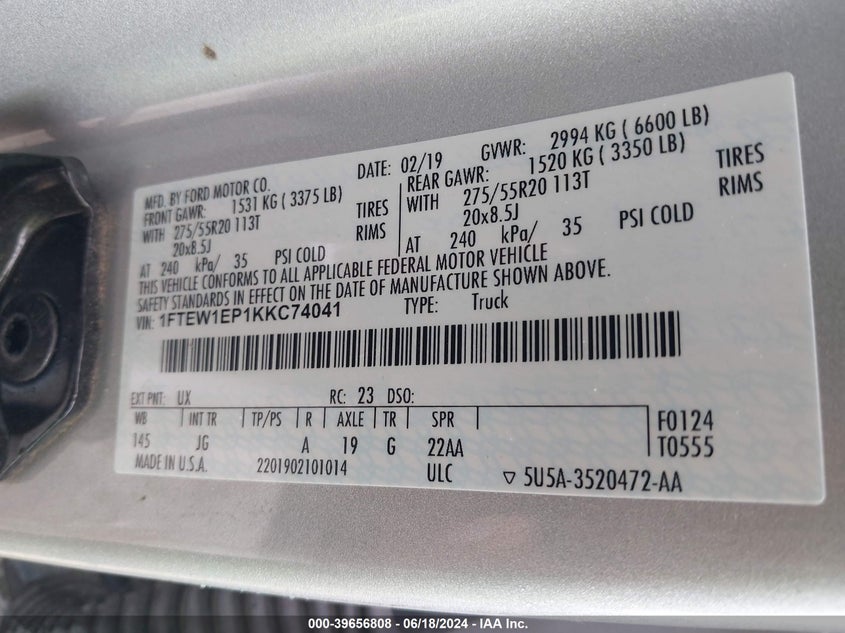 MFD. BY FORD MOTOR CO.
DATE: 02/19 GVWR: 2994 KG ( 6600 LB)
FRONT GAWR: 1531 KG ( 3375 LB)
WITH 275/55R20 113T TIRES
20x8.5J RIMS
AT 240 kPa/ 35 PSI COLD
REAR GAWR: 1520 KG ( 3350 LB)
WITH 275/55R20 113T TIRES
20x8.5J RIMS
AT 240 kPa/ 35 PSI COLD
THIS VEHICLE CONFORMS TO ALL APPLICABLE FEDERAL MOTOR VEHICLE
SAFETY STANDARDS IN EFFECT ON THE DATE OF MANUFACTURE SHOWN ABOVE.
VIN: 1FTEW1EP1KKC74041 TYPE: Truck
EXT PNT: UX RC: 23 DSO:
WB INT TR TP/PS R AXLE TR SPR F0124
145 JG A 19 G 22AA T0555
MADE IN U.S.A. 2201902101014 ULC ▽ 5U5A-3520472-AA
000-39656808 - 06/18/2024 - IAA Inc.